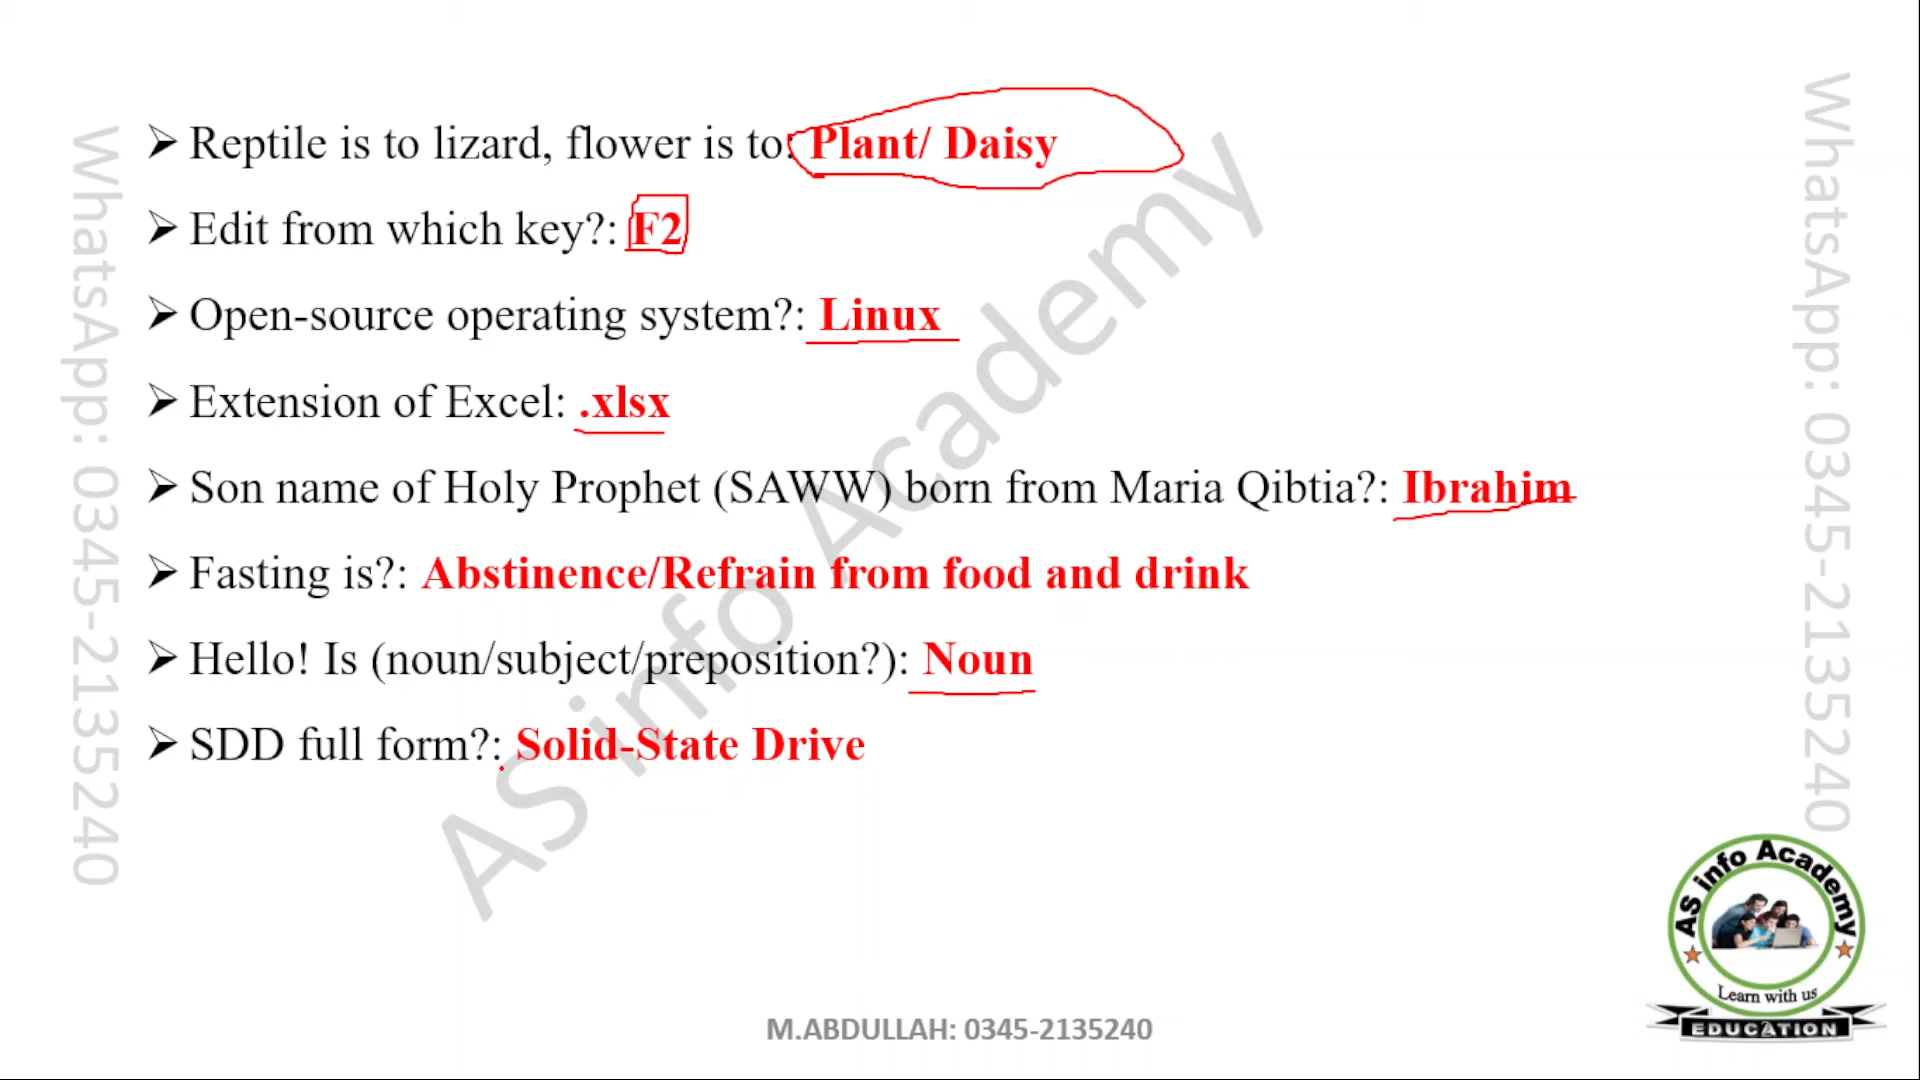 Reptile is to lizard, flower is to: Plant/ Daisy
Edit from which key?: F2
Open-source operating system?: Linux
Extension of Excel: .xlsx
Son name of Holy Prophet (SAWW) born from Maria Qibtia?: Ibrahim
Fasting is?: Abstinence/Refrain from food and drink
Hello! Is (noun/subject/preposition?): Noun
SDD full form?: Solid-State Drive
WhatsApp: 0345-2135240
AS info Academy
WhatsApp: 0345-2135240
AS info Academy
Learn with us
EDUCATION
M.ABDULLAH: 0345-2135240